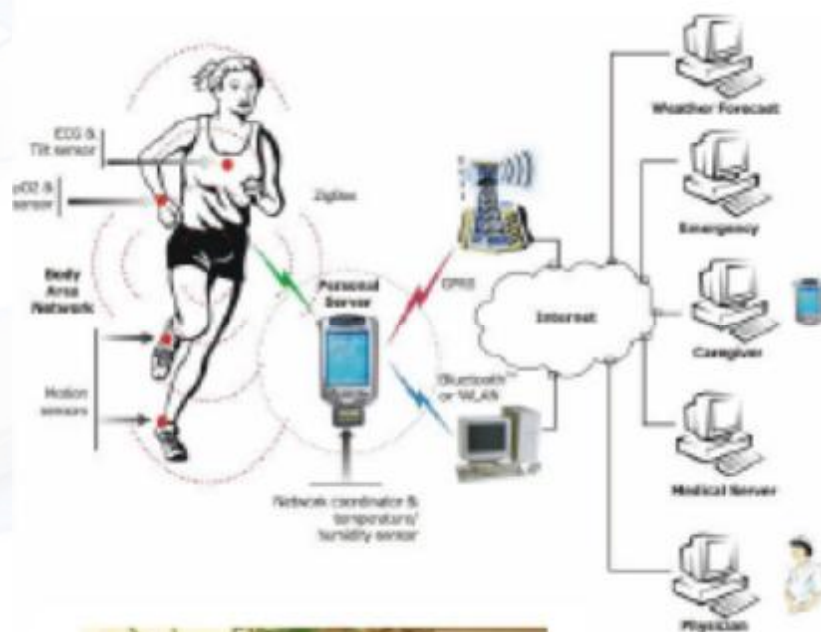 ECG &
Tilt sensor
pO2 &
sensor
ZigBee
Body
Area
Network
Motion
sensors
Personal
Server
GPRS
Bluetooth
or WLAN
Network coordinator &
temperature/
humidity sensor
Internet
Weather Forecast
Emergency
Caregiver
Medical Server
Physician